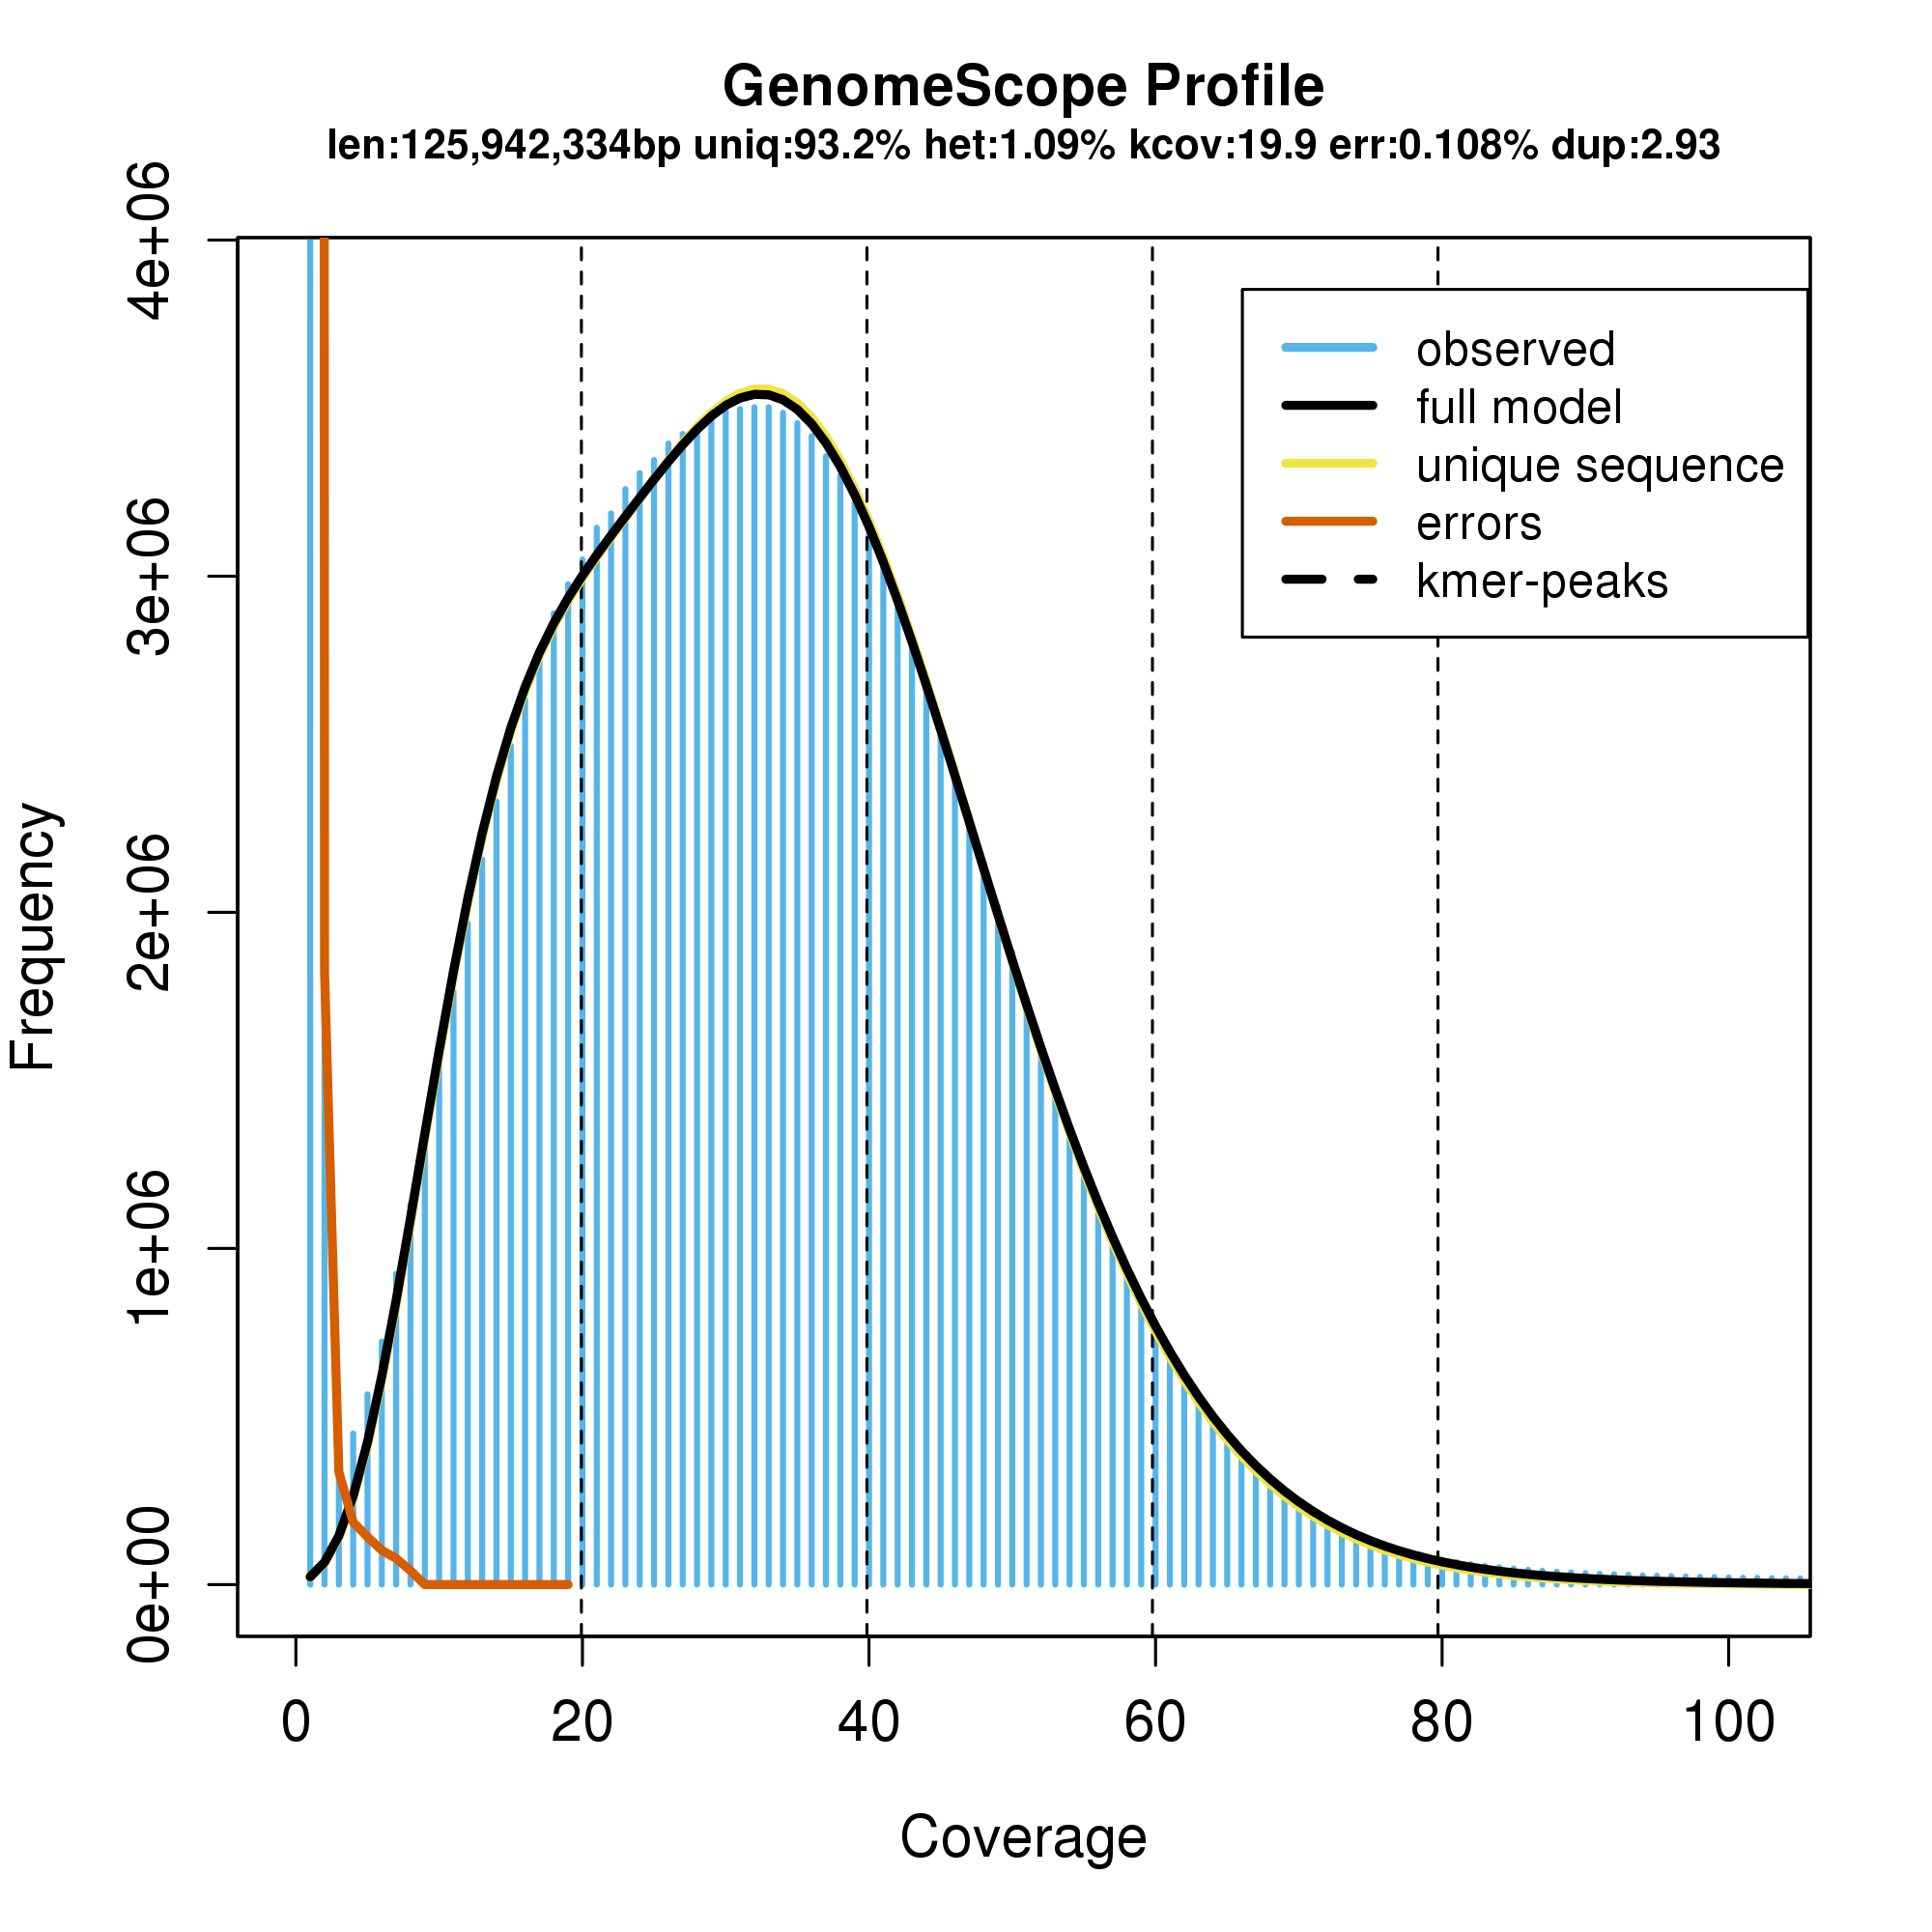 GenomeScope Profile
len:125,942,334bp uniq:93.2% het:1.09% kcov:19.9 err:0.108% dup:2.93
Frequency
4e+06
3e+06
2e+06
1e+06
0e+00
observed
full model
unique sequence
errors
kmer-peaks
0 20 40 60 80 100
Coverage